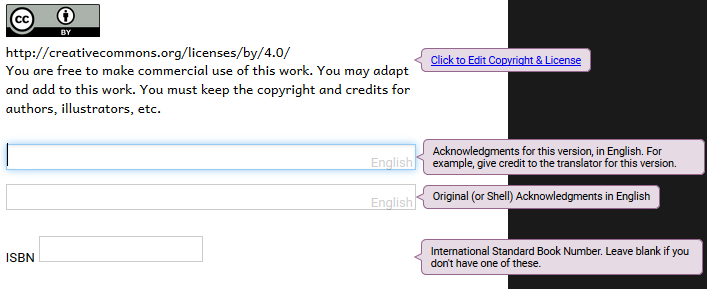 cc
BY
http://creativecommons.org/licenses/by/4.0/
You are free to make commercial use of this work. You may adapt
and add to this work. You must keep the copyright and credits for
authors, illustrators, etc.
Click to Edit Copyright & License
English
Acknowledgments for this version, in English. For
example, give credit to the translator for this version.
English
Original (or Shell) Acknowledgments in English
ISBN
International Standard Book Number. Leave blank if you
don't have one of these.